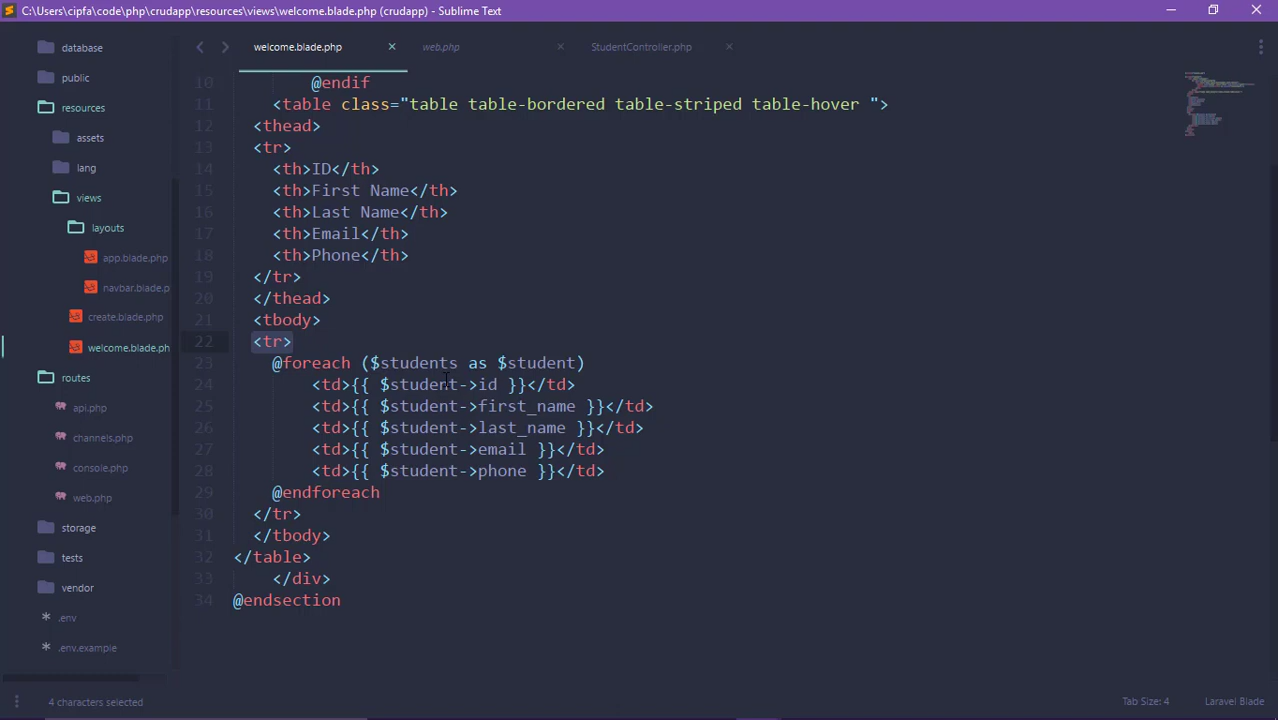 C:\Users\cipfa\code\php\crudapp\resources\views\welcome.blade.php (crudapp) - Sublime Text
welcome.blade.php
web.php
StudentController.php
database
public
resources
assets
lang
views
layouts
app.blade.php
navbar.blade.p
create.blade.php
welcome.blade.ph
routes
api.php
channels.php
console.php
web.php
storage
tests
vendor
.env
.env.example
10 @endif
11 <table class="table table-bordered table-striped table-hover ">
12 <thead>
13 <tr>
14 <th>ID</th>
15 <th>First Name</th>
16 <th>Last Name</th>
17 <th>Email</th>
18 <th>Phone</th>
19 </tr>
20 </thead>
21 <tbody>
22 <tr>
23 @foreach ($students as $student)
24 <td>{{ $student->id }}</td>
25 <td>{{ $student->first_name }}</td>
26 <td>{{ $student->last_name }}</td>
27 <td>{{ $student->email }}</td>
28 <td>{{ $student->phone }}</td>
29 @endforeach
30 </tr>
31 </tbody>
32 </table>
33 </div>
34 @endsection
4 characters selected
Tab Size: 4
Laravel Blade